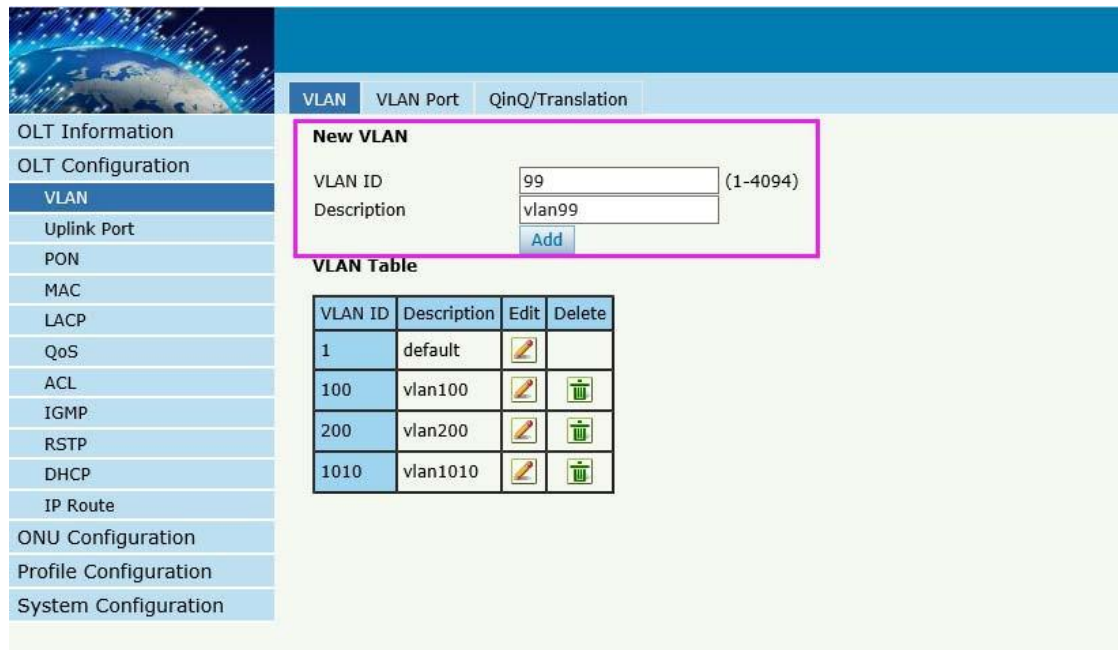 VLAN VLAN Port QinQ/Translation
OLT Information
OLT Configuration
VLAN
Uplink Port
PON
MAC
LACP
QoS
ACL
IGMP
RSTP
DHCP
IP Route
ONU Configuration
Profile Configuration
System Configuration
New VLAN
VLAN ID 99 (1-4094)
Description vlan99
Add
VLAN Table
VLAN ID Description Edit Delete
1 default
100 vlan100
200 vlan200
1010 vlan1010